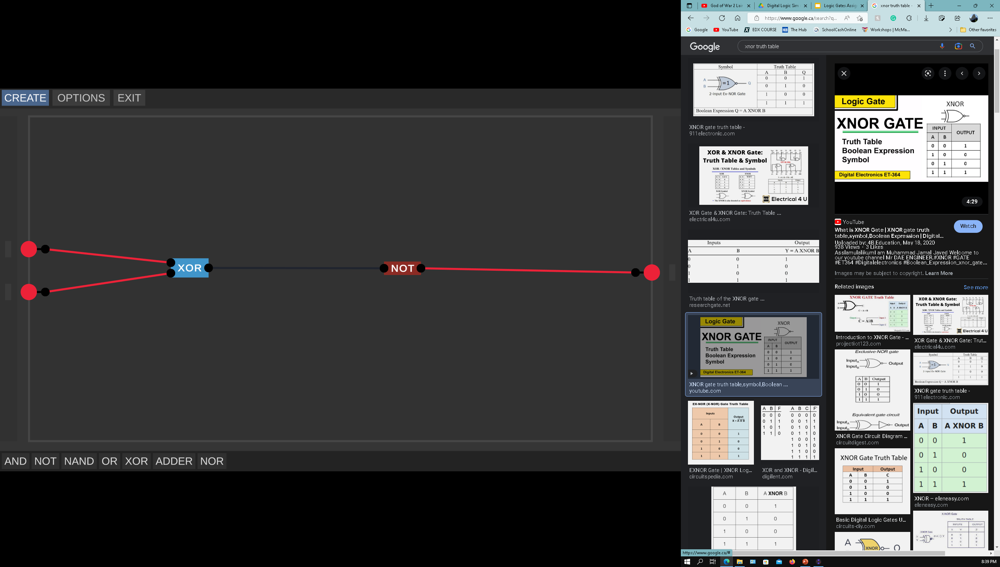 CREATE OPTIONS EXIT
XOR
NOT
AND NOT NAND OR XOR ADDER NOR
God of War 2 Lair
Digital Logic Sim
Logic Gates Assig
xnor truth table -
https://www.google.ca/search?q...
Google YouTube EDX COURSE The Hub SchoolCashOnline Workshops | McMa... Other favorites
Google
xnor truth table
Symbol Truth Table
A B Q
0 0 1
0 1 0
1 0 0
1 1 1
A
B
=1
Q
2-input Ex-NOR Gate
Boolean Expression Q = A XNOR B
XNOR gate truth table -
911electronic.com
XOR & XNOR Gate:
Truth Table & Symbol
XOR / XNOR Tables and Symbols
XOR Symbol XNOR Symbol
• The XNOR is also denoted as equivalence
E4U Electrical 4 U
XOR Gate & XNOR Gate: Truth Table ...
electrical4u.com
Inputs Output
A B Y = A XNOR B
0 0 1
0 1 0
1 0 0
1 1 1
Truth table of the XNOR gate ...
researchgate.net
Logic Gate
XNOR
XNOR GATE
Truth Table
Boolean Expression
Symbol
Digital Electronics ET-364
INPUT OUTPUT
A B
0 0 1
1 0 0
0 1 0
1 1 1
XNOR gate truth table,symbol,Boolean ...
youtube.com
EX-NOR (X-NOR) Gate Truth Table
Inputs Output
A B
0 0 1
0 1 0
1 0 0
1 1 1
EXNOR Gate | XNOR Log...
circuitspedia.com
A B F
0 0 0
0 1 1
1 0 1
1 1 0
A B C F'
0 0 0 0
0 0 1 1
0 1 0 1
0 1 1 0
1 0 0 1
1 0 1 0
1 1 0 0
1 1 1 1
XOR and XNOR - Digil...
digilent.com
A B A XNOR B
0 0 1
0 1 0
1 0 0
1 1 1
https://www.google.ca/#
Logic Gate
XNOR
XNOR GATE
Truth Table
Boolean Expression
Symbol
Digital Electronics ET-364
INPUT OUTPUT
A B
0 0 1
1 0 0
0 1 0
1 1 1
4:29
YouTube
Watch
What is XNOR Gate | XNOR gate truth
table,symbol,Boolean Expression | Digital...
Uploaded by: 4B Education, May 18, 2020
938 Views · 3 Likes
Asslamulalikuml am Muhammad Jamal Javed Welcome to
our youtube channel Mr DAE ENGINEER.#XNOR #GATE
#ET364 #Digitalelectronics #Boolean_Expression_xnor_gate...
Images may be subject to copyright. Learn More
Related images
See more
XNOR GATE Truth Table
Input Output
A B A XNOR B
0 0 1
0 1 0
1 0 0
1 1 1
Introduction to XNOR Gate - ...
projectiot123.com
XOR & XNOR Gate:
Truth Table & Symbol
Electrical 4 U
XOR Gate & XNOR Gate: Trut...
electrical4u.com
Exclusive-NOR gate
InputA
InputB
Output
A B Output
0 0 1
0 1 0
1 0 0
1 1 1
Equivalent gate circuit
InputA
InputB
Output
XNOR Gate Circuit Diagram ...
circuitdigest.com
Symbol Truth Table
A B Q
2-input Ex-NOR Gate
Boolean Expression Q = A XNOR B
XNOR gate truth table -
911electronic.com
Input Output
A B A XNOR B
0 0 1
0 1 0
1 0 0
1 1 1
XNOR – eleneasy.com
eleneasy.com
XNOR Gate Truth Table
Input Output
A B C
0 0 1
0 1 0
1 0 0
1 1 1
Basic Digital Logic Gates U...
circuits-diy.com
X-NOR Gate
TRUTH TABLE
INPUTS OUTPUT
X Y Z
A
XNOR
8:39 PM